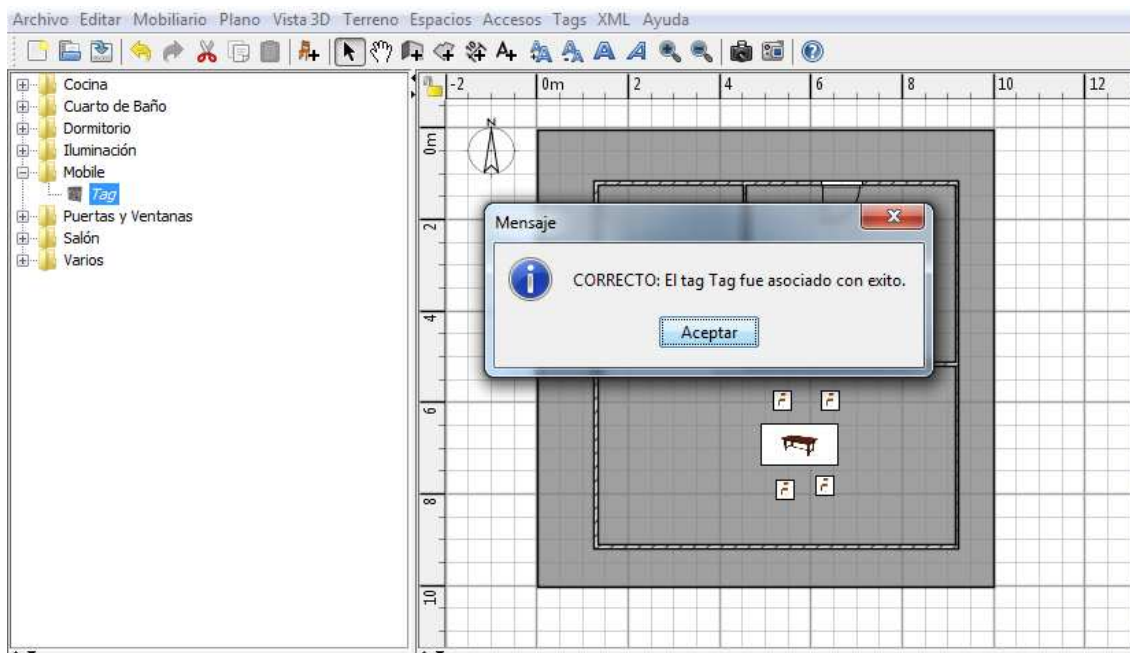 Archivo Editar Mobiliario Plano Vista 3D Terreno Espacios Accesos Tags XML Ayuda
Cocina
Cuarto de Baño
Dormitorio
Iluminación
Mobile
Tag
Puertas y Ventanas
Salón
Varios
-2 0m 2 4 6 8 10 12
0m
2
4
6
8
10
N
Mensaje
CORRECTO: El tag Tag fue asociado con exito.
Aceptar